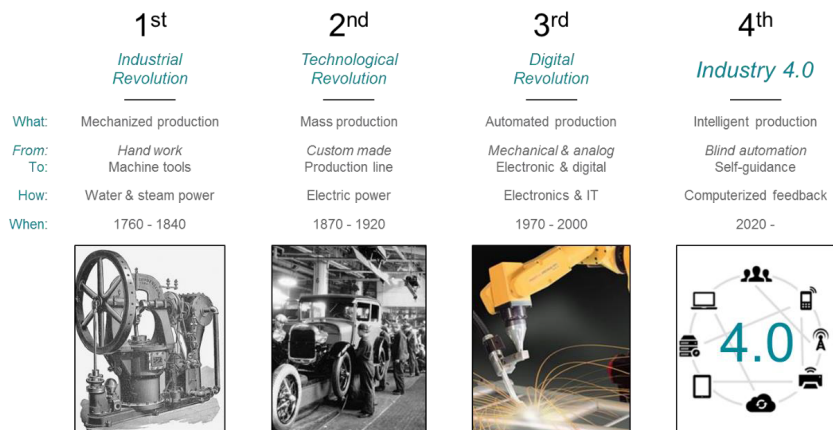 1st
2nd
3rd
4th
Industrial
Revolution
Technological
Revolution
Digital
Revolution
Industry 4.0
What: Mechanized production Mass production Automated production Intelligent production
From: Hand work Custom made Mechanical & analog Blind automation
To: Machine tools Production line Electronic & digital Self-guidance
How: Water & steam power Electric power Electronics & IT Computerized feedback
When: 1760 - 1840 1870 - 1920 1970 - 2000 2020 -
4.0